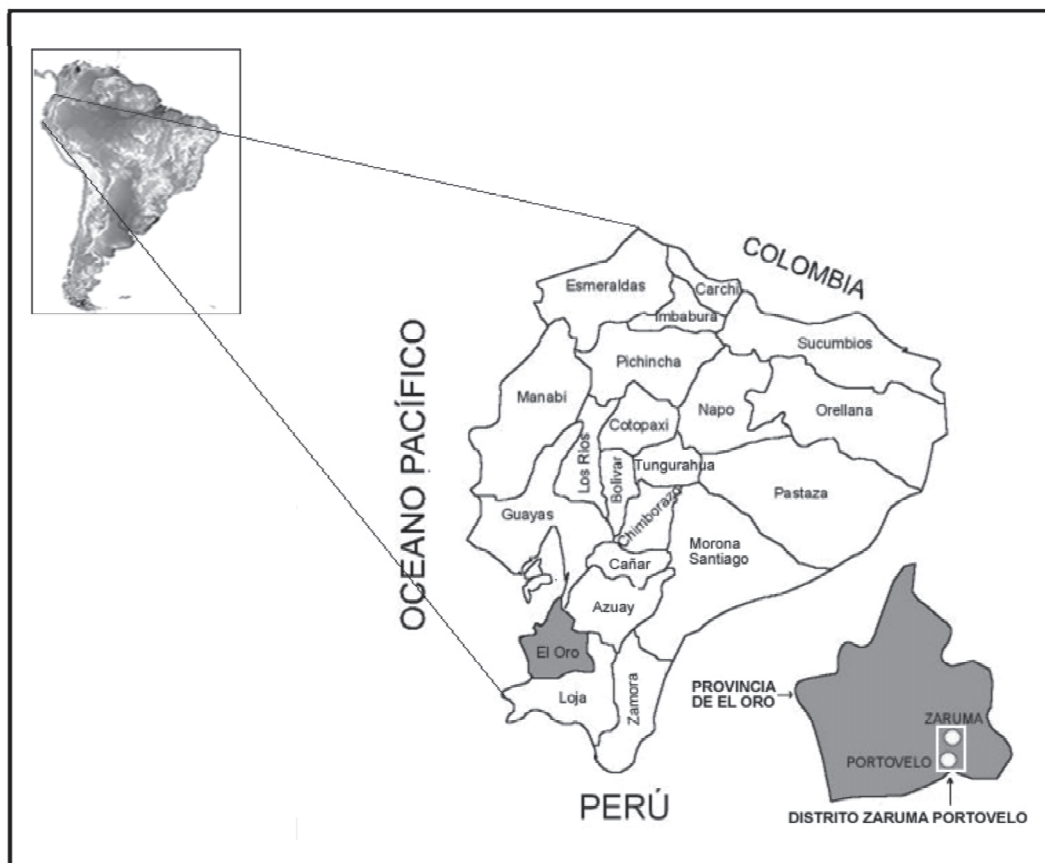 COLOMBIA
Esmeraldas
Carchi
Imbabura
Sucumbios
Pichincha
OCEANO PACÍFICO
Manabi
Napo
Orellana
Cotopaxi
Los Rios
Bolivar
Tungurahua
Pastaza
Guayas
Chimborazo
Morona
Santiago
Cañar
Azuay
El Oro
Loja
Zamora
PERÚ
PROVINCIA
DE EL ORO
ZARUMA
PORTOVELO
DISTRITO ZARUMA PORTOVELO